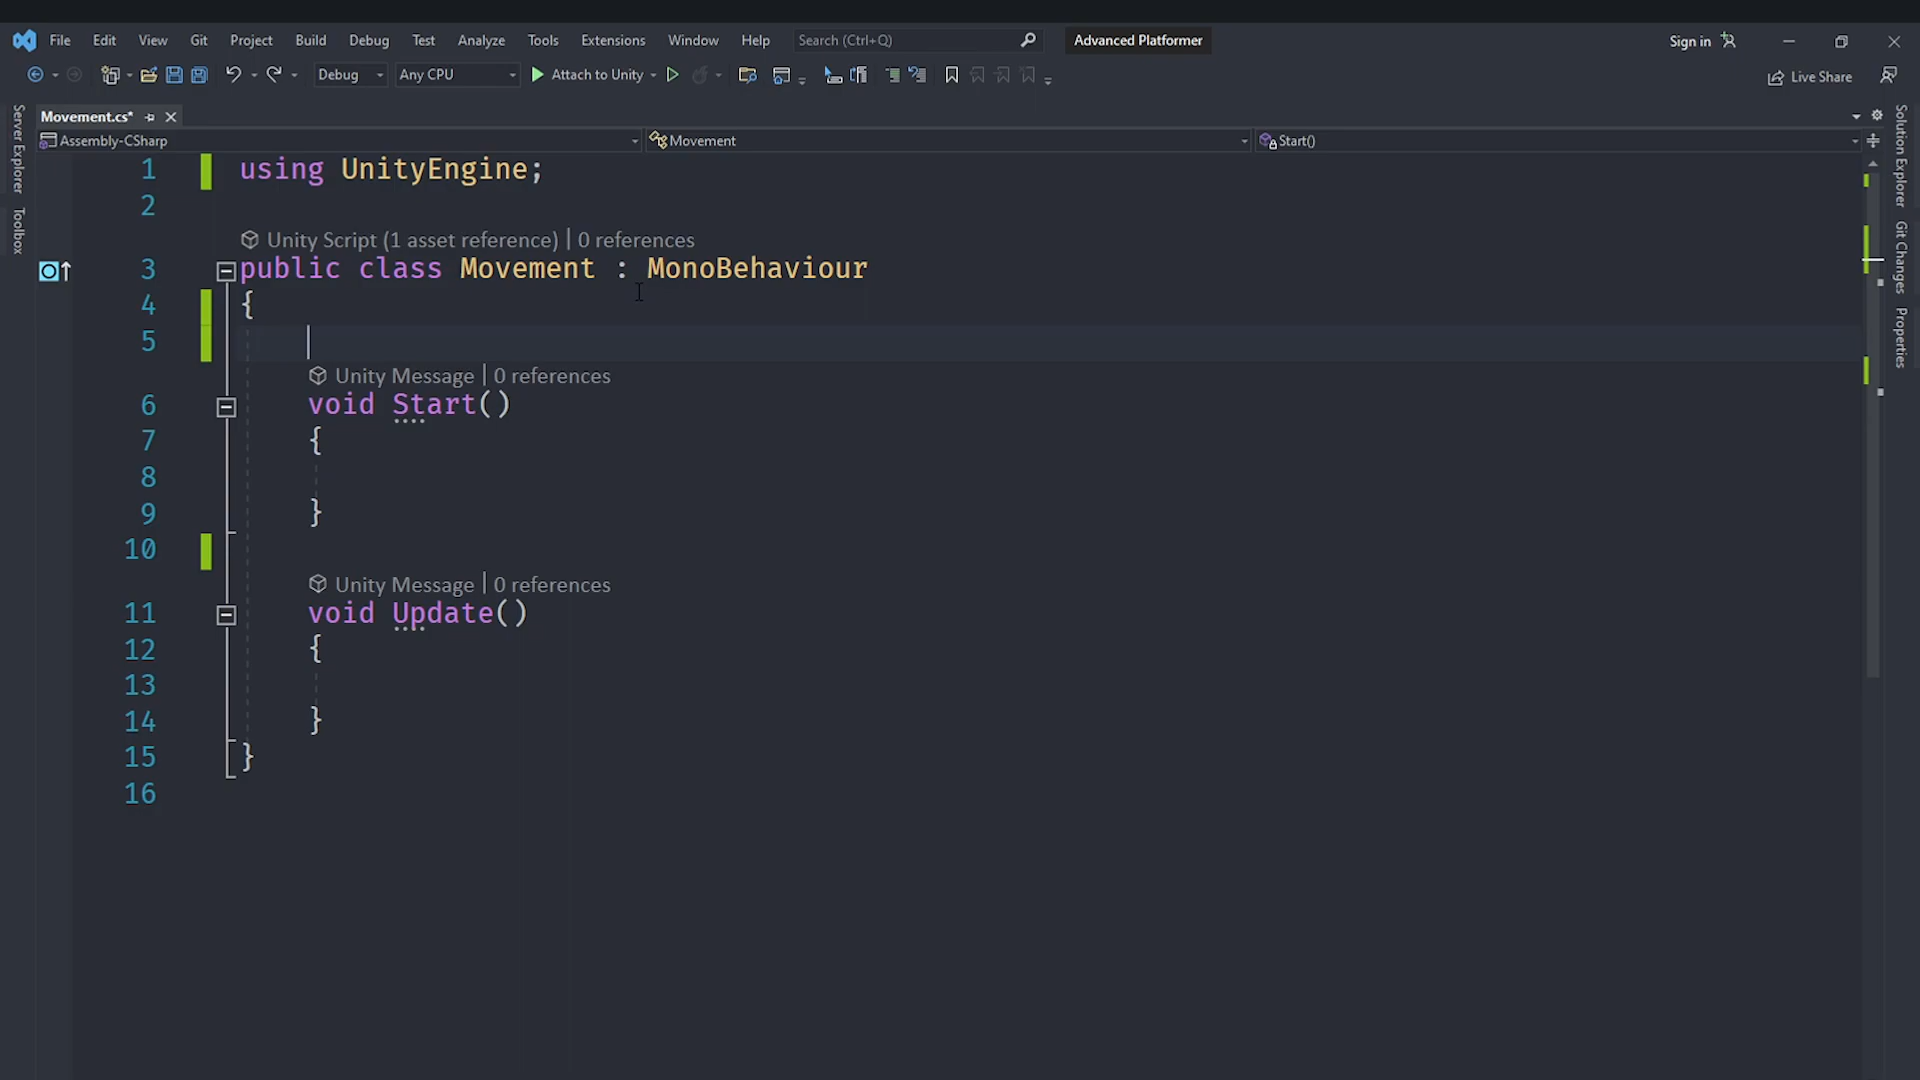 File Edit View Git Project Build Debug Test Analyze Tools Extensions Window Help Search (Ctrl+Q) Advanced Platformer Sign in
Debug Any CPU Attach to Unity Live Share
Server Explorer
Toolbox
Movement.cs*
Assembly-CSharp Movement Start()
1 using UnityEngine;
2
Unity Script (1 asset reference) | 0 references
3 public class Movement : MonoBehaviour
4 {
5
Unity Message | 0 references
6 void Start()
7 {
8
9 }
10
Unity Message | 0 references
11 void Update()
12 {
13
14 }
15 }
16
Solution Explorer
Git Changes
Properties